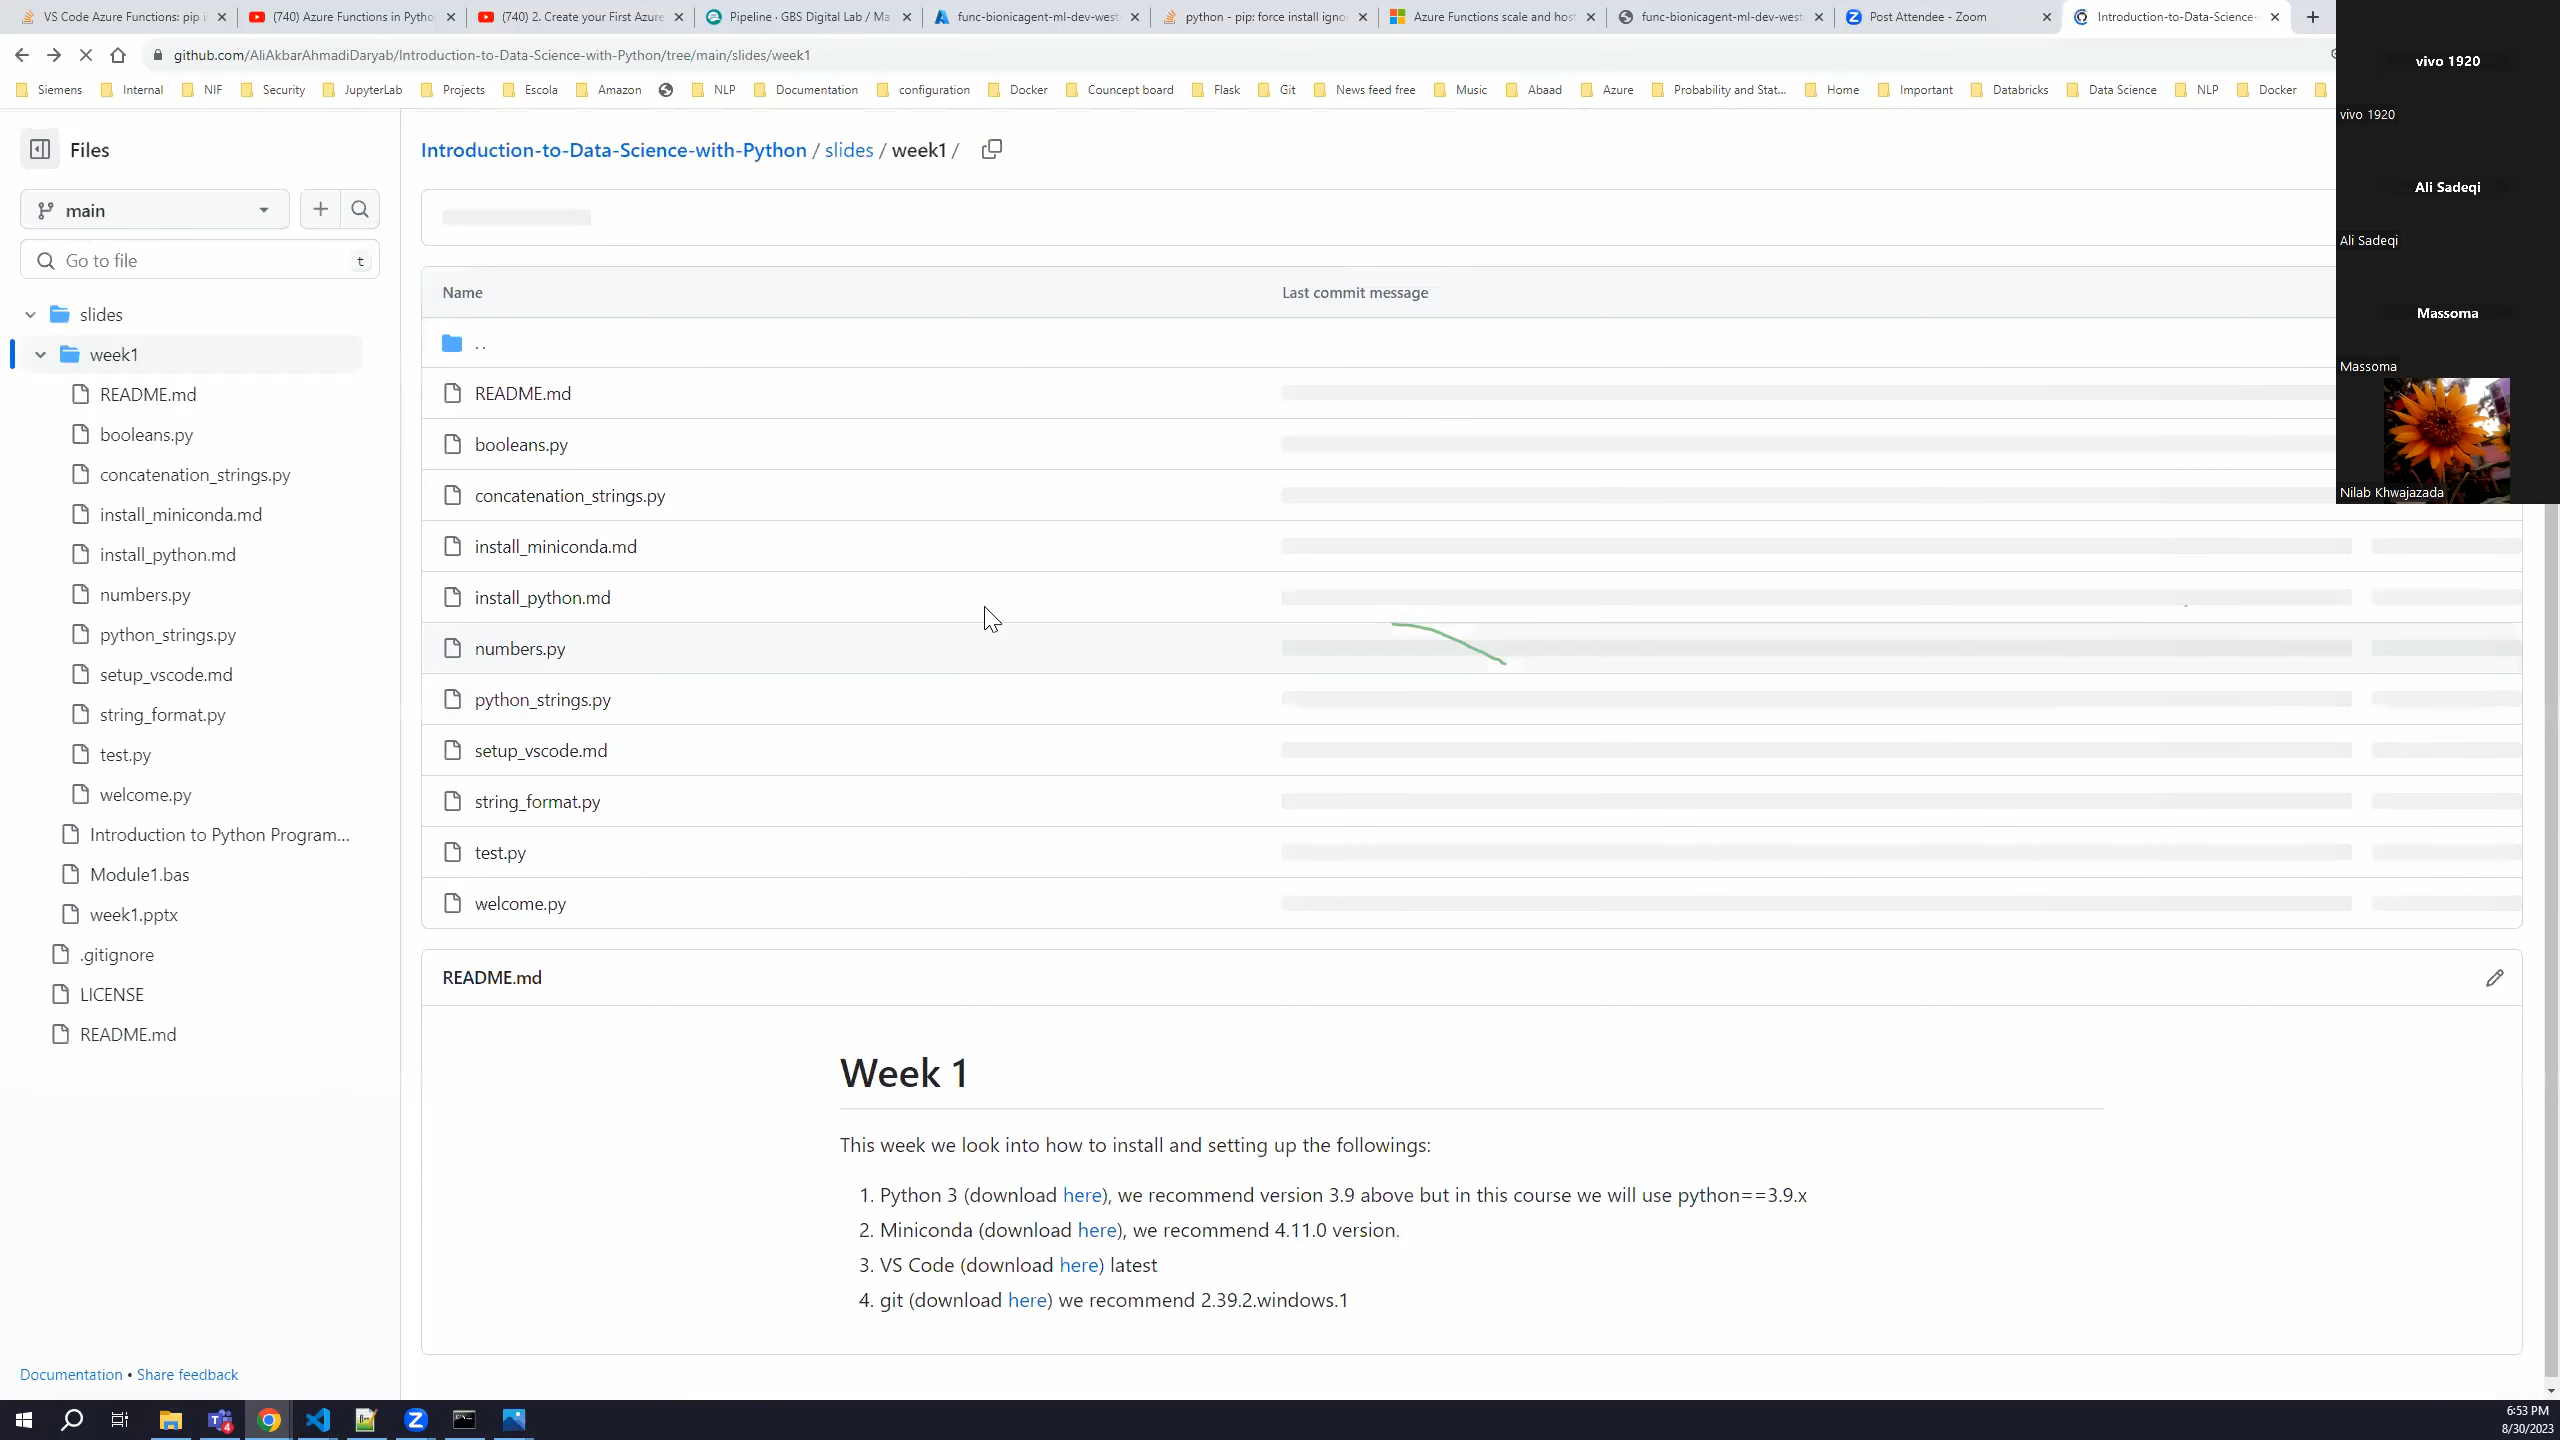 VS Code Azure Functions: pip i
(740) Azure Functions in Pytho
(740) 2. Create your First Azure
Pipeline · GBS Digital Lab / Ma
func-bionicagent-ml-dev-west
python - pip: force install igno
Azure Functions scale and host
func-bionicagent-ml-dev-west
Post Attendee - Zoom
Introduction-to-Data-Science-
github.com/AliAkbarAhmadiDaryab/Introduction-to-Data-Science-with-Python/tree/main/slides/week1
Siemens Internal NIF Security JupyterLab Projects Escola Amazon NLP Documentation configuration Docker Councept board Flask Git News feed free Music Abaad Azure Probability and Stat... Home Important Databricks Data Science NLP Docker
vivo 1920
vivo 1920
Ali Sadeqi
Ali Sadeqi
Massoma
Massoma
Nilab Khwajazada
Files
main
Go to file t
slides
week1
README.md
booleans.py
concatenation_strings.py
install_miniconda.md
install_python.md
numbers.py
python_strings.py
setup_vscode.md
string_format.py
test.py
welcome.py
Introduction to Python Program...
Module1.bas
week1.pptx
.gitignore
LICENSE
README.md
Documentation • Share feedback
Introduction-to-Data-Science-with-Python / slides / week1 /
Name Last commit message
..
README.md
booleans.py
concatenation_strings.py
install_miniconda.md
install_python.md
numbers.py
python_strings.py
setup_vscode.md
string_format.py
test.py
welcome.py
README.md
Week 1
This week we look into how to install and setting up the followings:
1. Python 3 (download here), we recommend version 3.9 above but in this course we will use python==3.9.x
2. Miniconda (download here), we recommend 4.11.0 version.
3. VS Code (download here) latest
4. git (download here) we recommend 2.39.2.windows.1
6:53 PM
8/30/2023